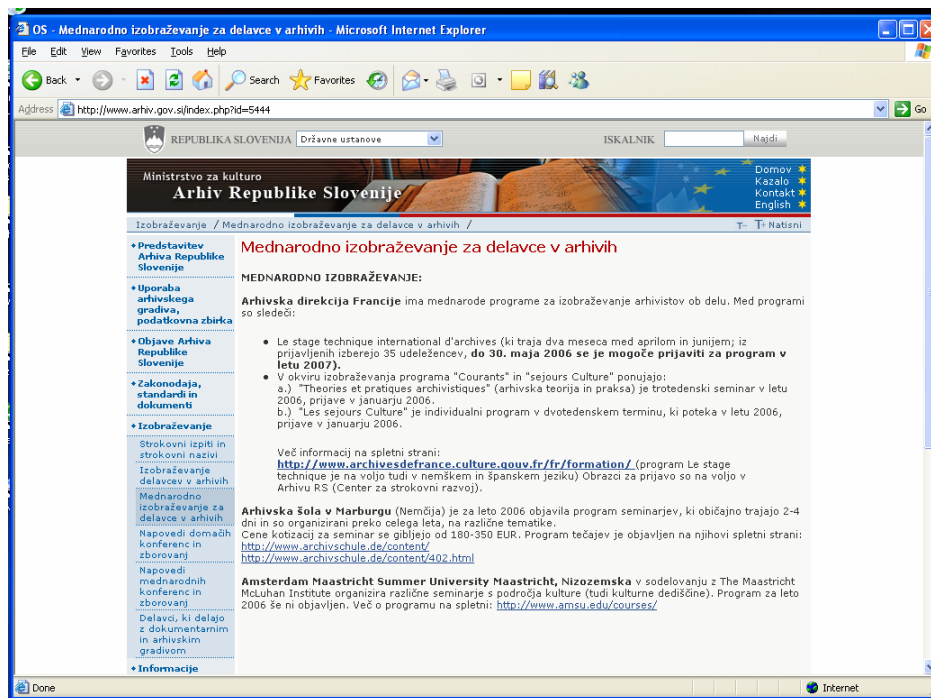 OS - Mednarodno izobraževanje za delavce v arhivih - Microsoft Internet Explorer
File Edit View Favorites Tools Help
Back Search Favorites
Address http://www.arhiv.gov.si/index.php?id=5444 Go
REPUBLIKA SLOVENIJA Državne ustanove ISKALNIK Najdi
Ministrstvo za kulturo
Arhiv Republike Slovenije
Domov
Kazalo
Kontakt
English
Izobraževanje / Mednarodno izobraževanje za delavce v arhivih / T- T+ Natisni
Predstavitev
Arhiva Republike
Slovenije
Uporaba
arhivskega
gradiva,
podatkovna zbirka
Objave Arhiva
Republike
Slovenije
Zakonodaja,
standardi in
dokumenti
Izobraževanje
Strokovni izpiti in
strokovni nazivi
Izobraževanje
delavcev v arhivih
Mednarodno
izobraževanje za
delavce v arhivih
Napovedi domačih
konferenc in
zborovanj
Napovedi
mednarodnih
konferenc in
zborovanj
Delavci, ki delajo
z dokumentarnim
in arhivskim
gradivom
Informacije
Mednarodno izobraževanje za delavce v arhivih
MEDNARODNO IZOBRAŽEVANJE:
Arhivska direkcija Francije ima mednarode programe za izobraževanje arhivistov ob delu. Med programi
so sledeči:
• Le stage technique international d'archives (ki traja dva meseca med aprilom in junijem; iz
prijavljenih izberejo 35 udeležencev, do 30. maja 2006 se je mogoče prijaviti za program v
letu 2007).
• V okviru izobraževanja programa "Courants" in "sejours Culture" ponujajo:
a.) "Theories et pratiques archivistiques" (arhivska teorija in praksa) je trotedenski seminar v letu
2006, prijave v januarju 2006.
b.) "Les sejours Culture" je individualni program v dvotedenskem terminu, ki poteka v letu 2006,
prijave v januarju 2006.
Več informacij na spletni strani:
http://www.archivesdefrance.culture.gouv.fr/fr/formation/ (program Le stage
technique je na voljo tudi v nemškem in španskem jeziku) Obrazci za prijavo so na voljo v
Arhivu RS (Center za strokovni razvoj).
Arhivska šola v Marburgu (Nemčija) je za leto 2006 objavila program seminarjev, ki običajno trajajo 2-4
dni in so organizirani preko celega leta, na različne tematike.
Cene kotizacij za seminar se gibljejo od 180-350 EUR. Program tečajev je objavljen na njihovi spletni strani:
http://www.archivschule.de/content/
http://www.archivschule.de/content/402.html
Amsterdam Maastricht Summer University Maastricht, Nizozemska v sodelovanju z The Maastricht
McLuhan Institute organizira različne seminarje s področja kulture (tudi kulturne dediščine). Program za leto
2006 še ni objavljen. Več o programu na spletni: http://www.amsu.edu/courses/
Done Internet